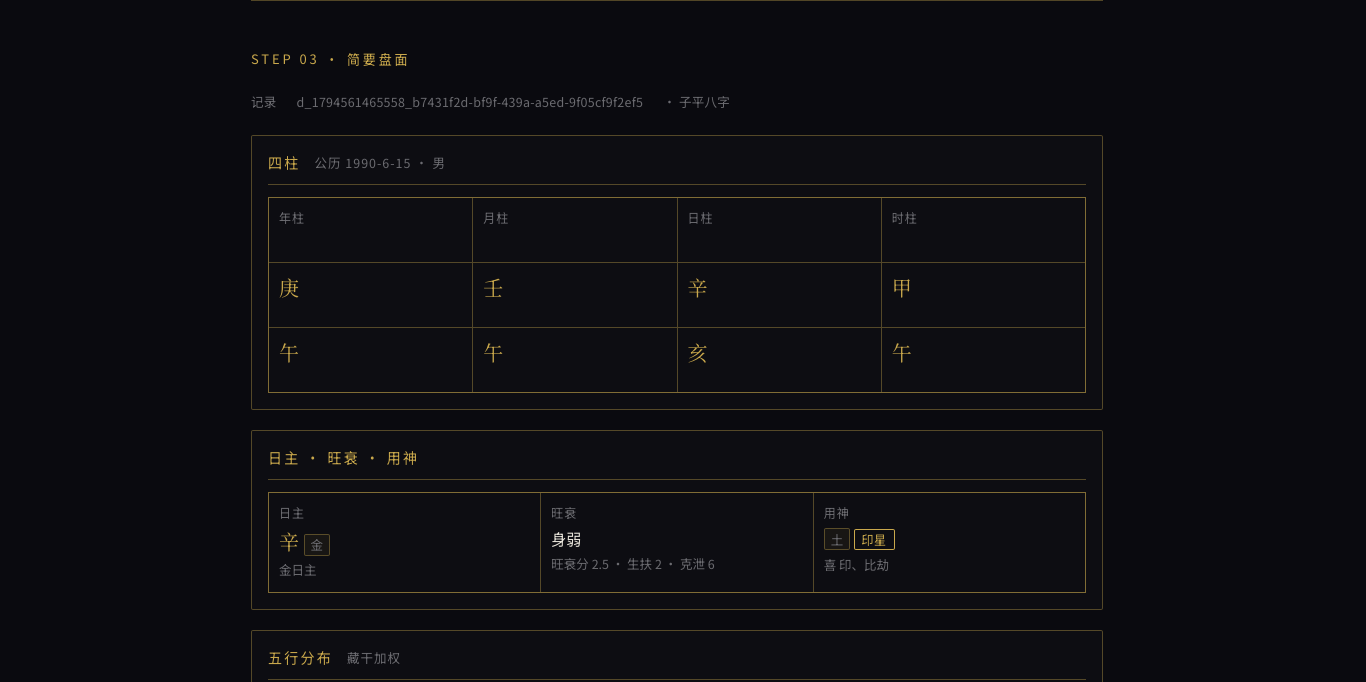 STEP 03 · 简要盘面
记录 d_1794561465558_b7431f2d-bf9f-439a-a5ed-9f05cf9f2ef5 · 子平八字
四柱 公历 1990-6-15 · 男
年柱 月柱 日柱 时柱
庚 壬 辛 甲
午 午 亥 午
日主 · 旺衰 · 用神
日主 旺衰 用神
辛 金 身弱 土 印星
金日主 旺衰分 2.5 · 生扶 2 · 克泄 6 喜 印、比劫
五行分布 藏干加权